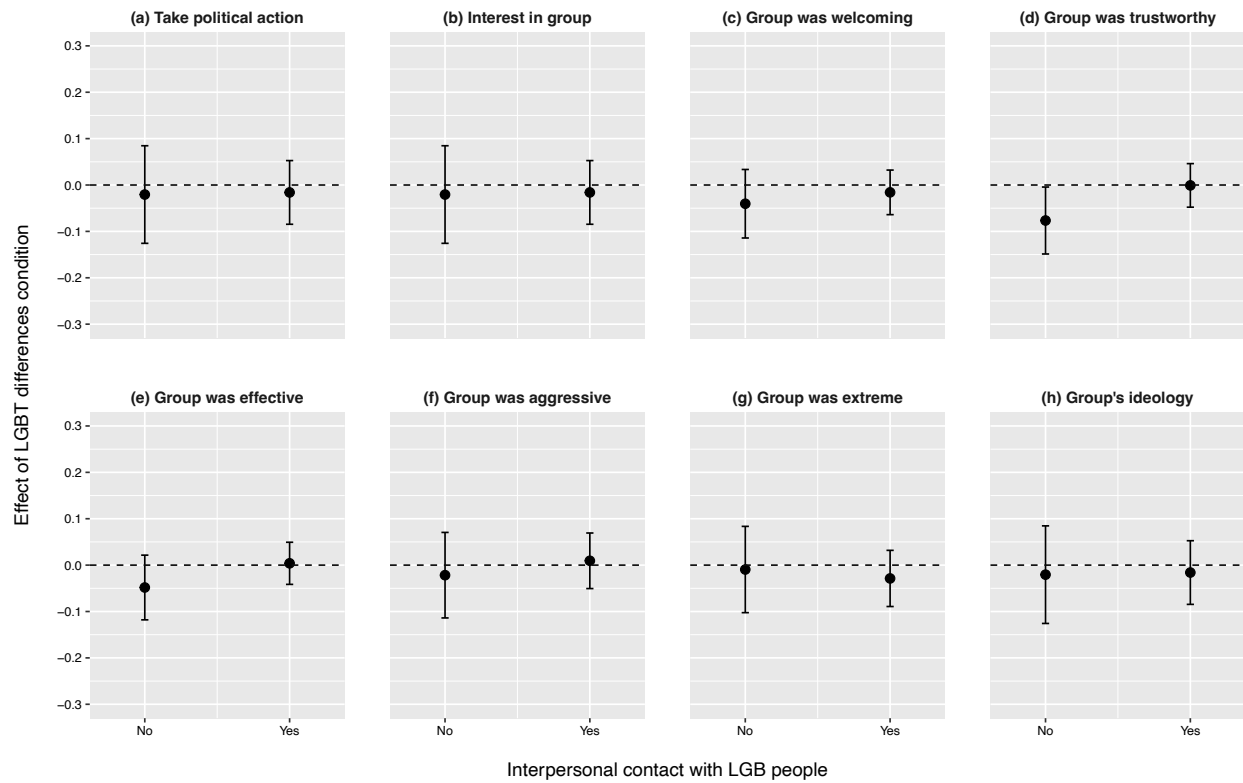 (a) Take political action
(b) Interest in group
(c) Group was welcoming
(d) Group was trustworthy
0.3
0.2
0.1
0.0
−0.1
−0.2
−0.3
Effect of LGBT differences condition
(e) Group was effective
(f) Group was aggressive
(g) Group was extreme
(h) Group's ideology
0.3
0.2
0.1
0.0
−0.1
−0.2
−0.3
No Yes No Yes No Yes No Yes
Interpersonal contact with LGB people